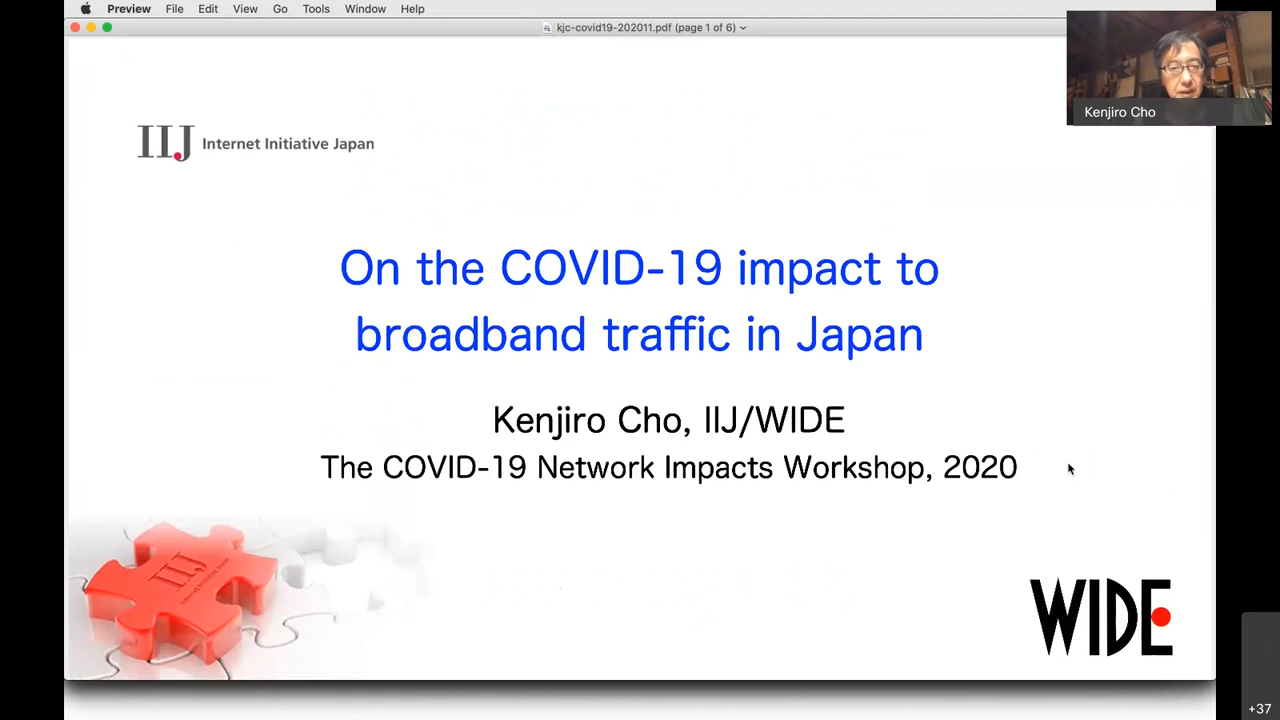 Preview File Edit View Go Tools Window Help
kjc-covid19-202011.pdf (page 1 of 6)
Kenjiro Cho
IIJ Internet Initiative Japan
On the COVID-19 impact to
broadband traffic in Japan
Kenjiro Cho, IIJ/WIDE
The COVID-19 Network Impacts Workshop, 2020
IIJ
WIDE
+37